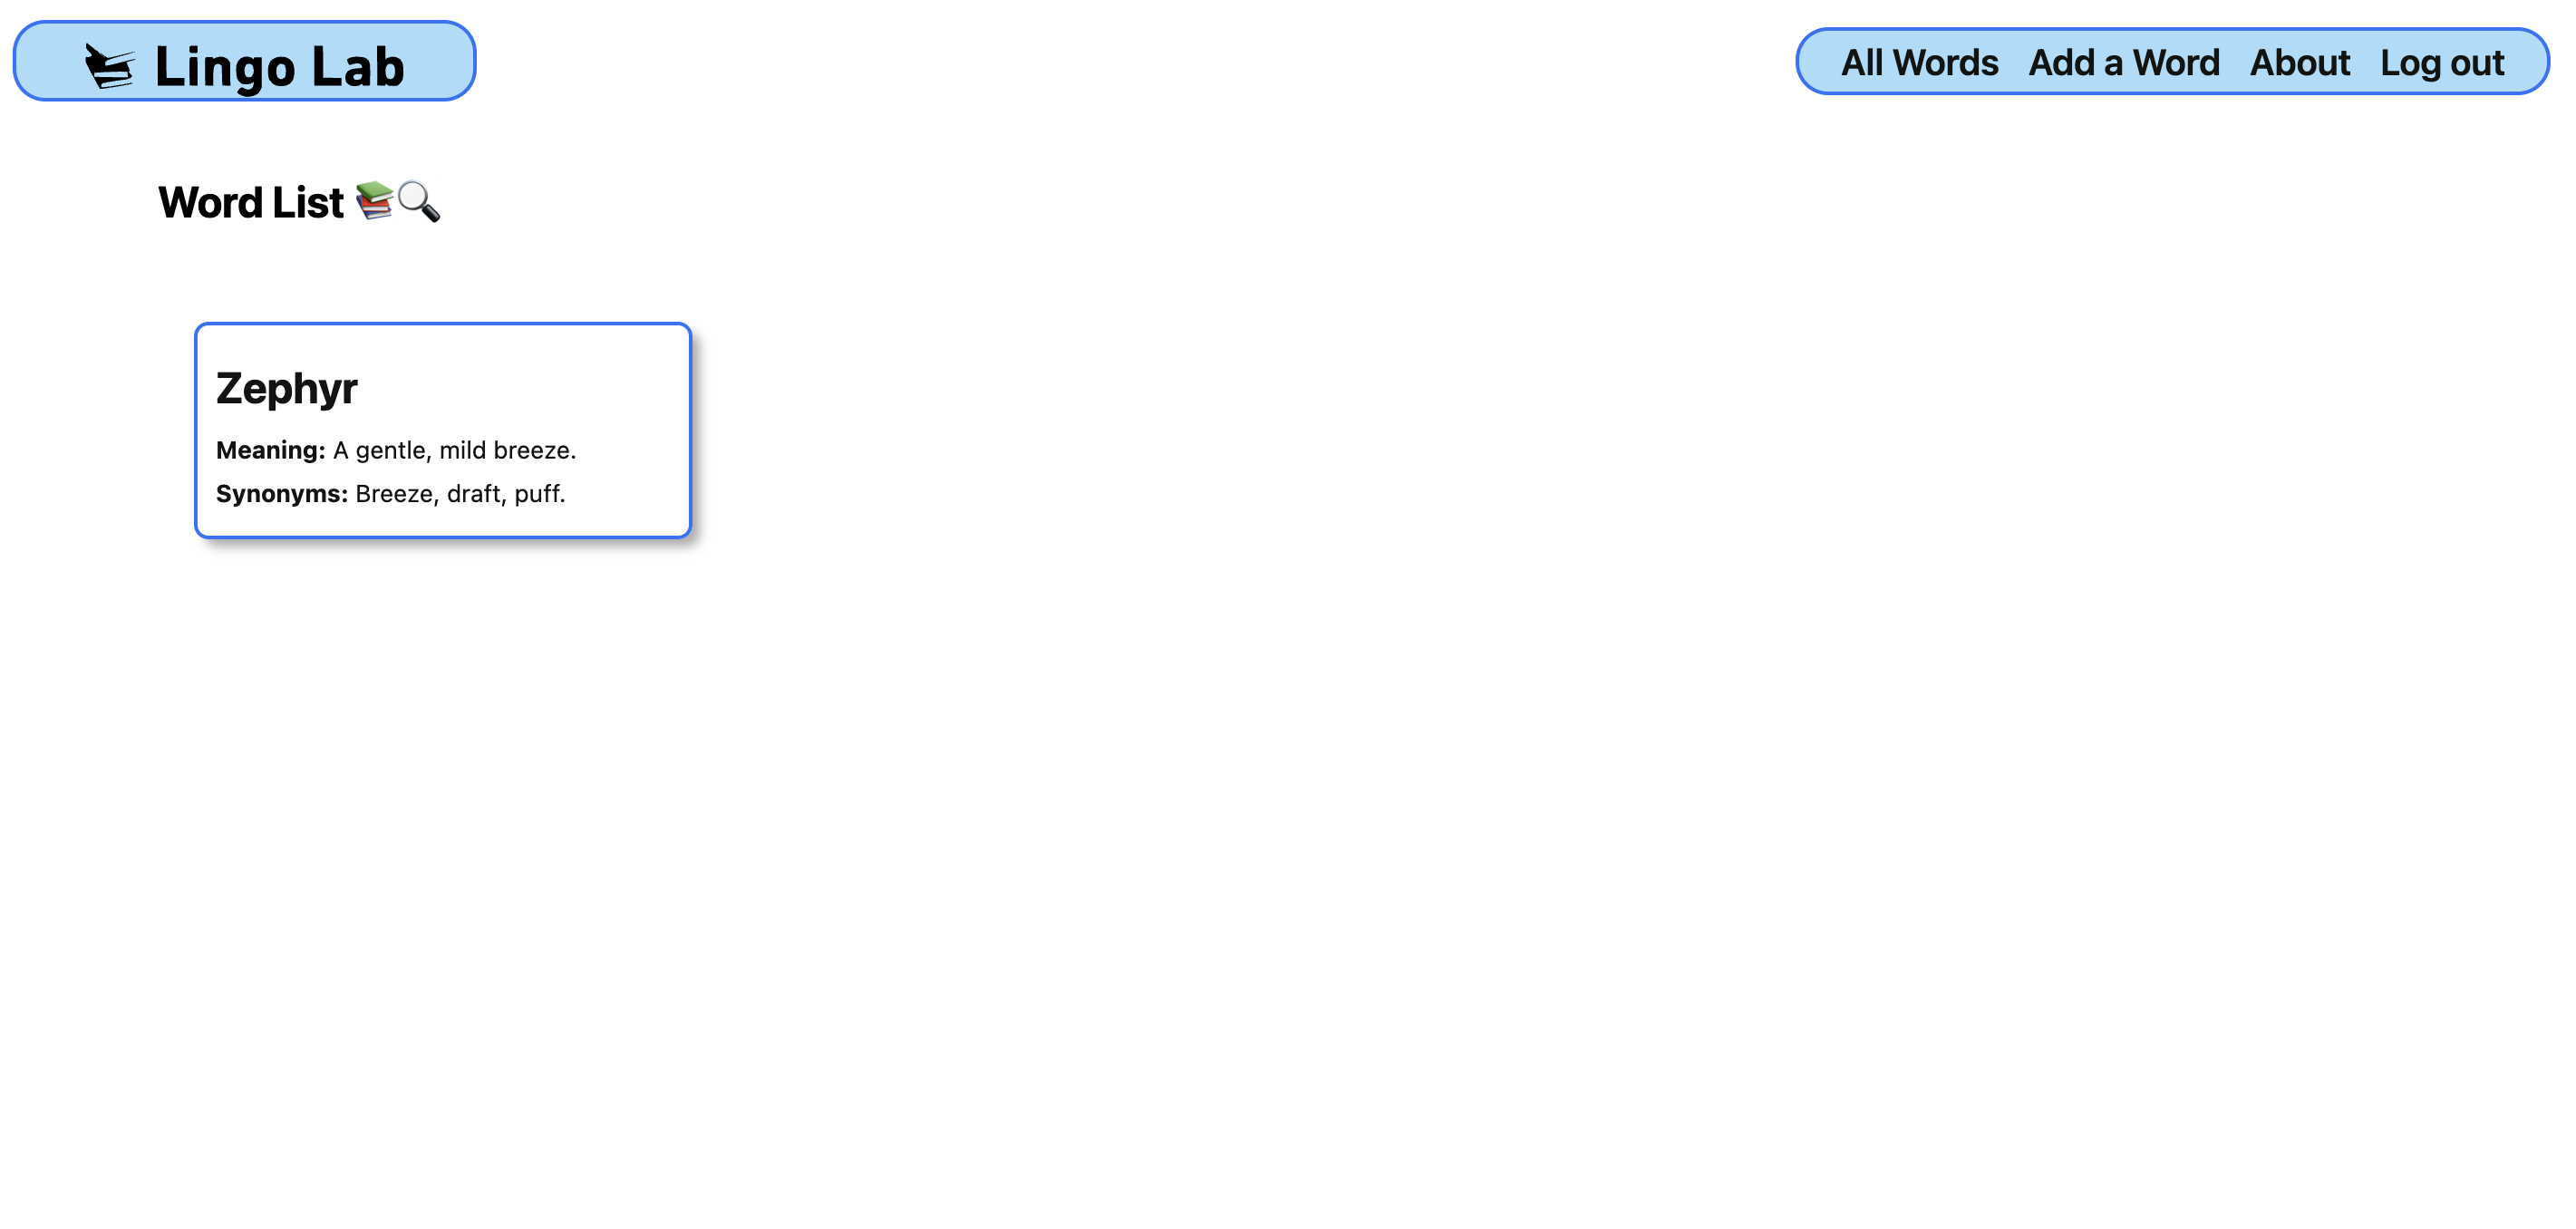 Lingo Lab
All Words Add a Word About Log out
Word List 📚🔍
Zephyr
Meaning: A gentle, mild breeze.
Synonyms: Breeze, draft, puff.